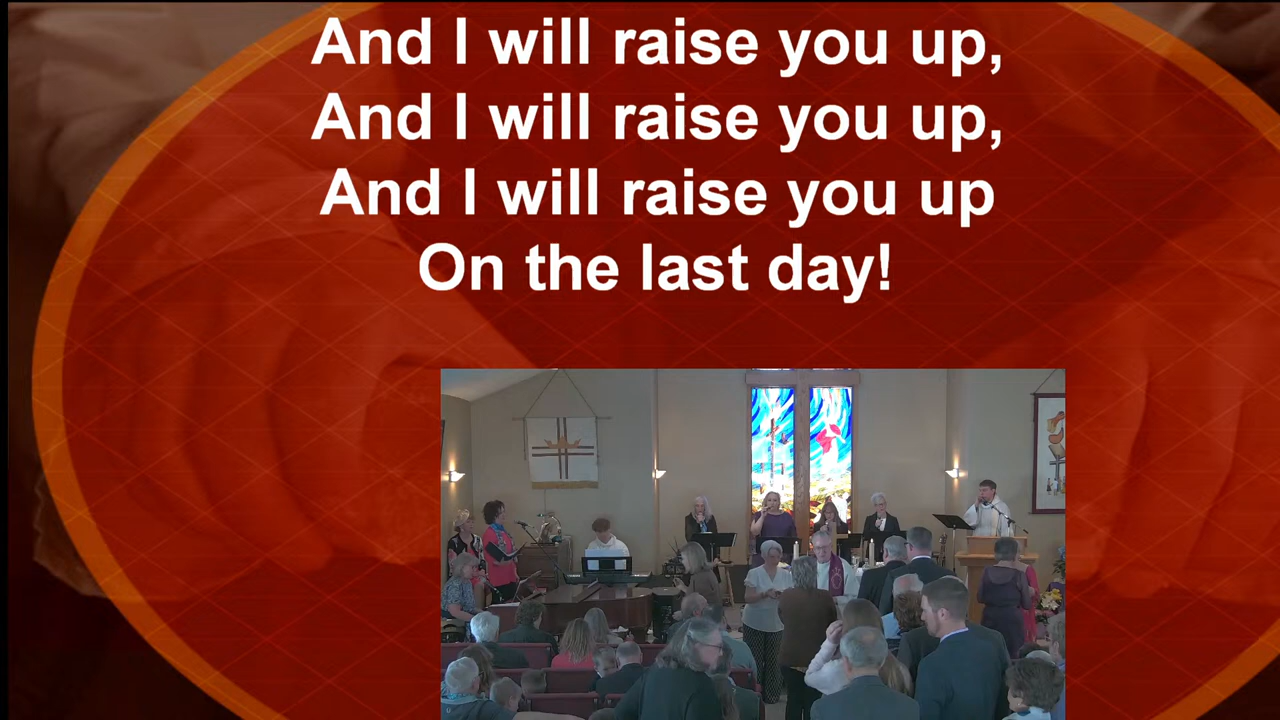 And I will raise you up,
And I will raise you up,
And I will raise you up
On the last day!